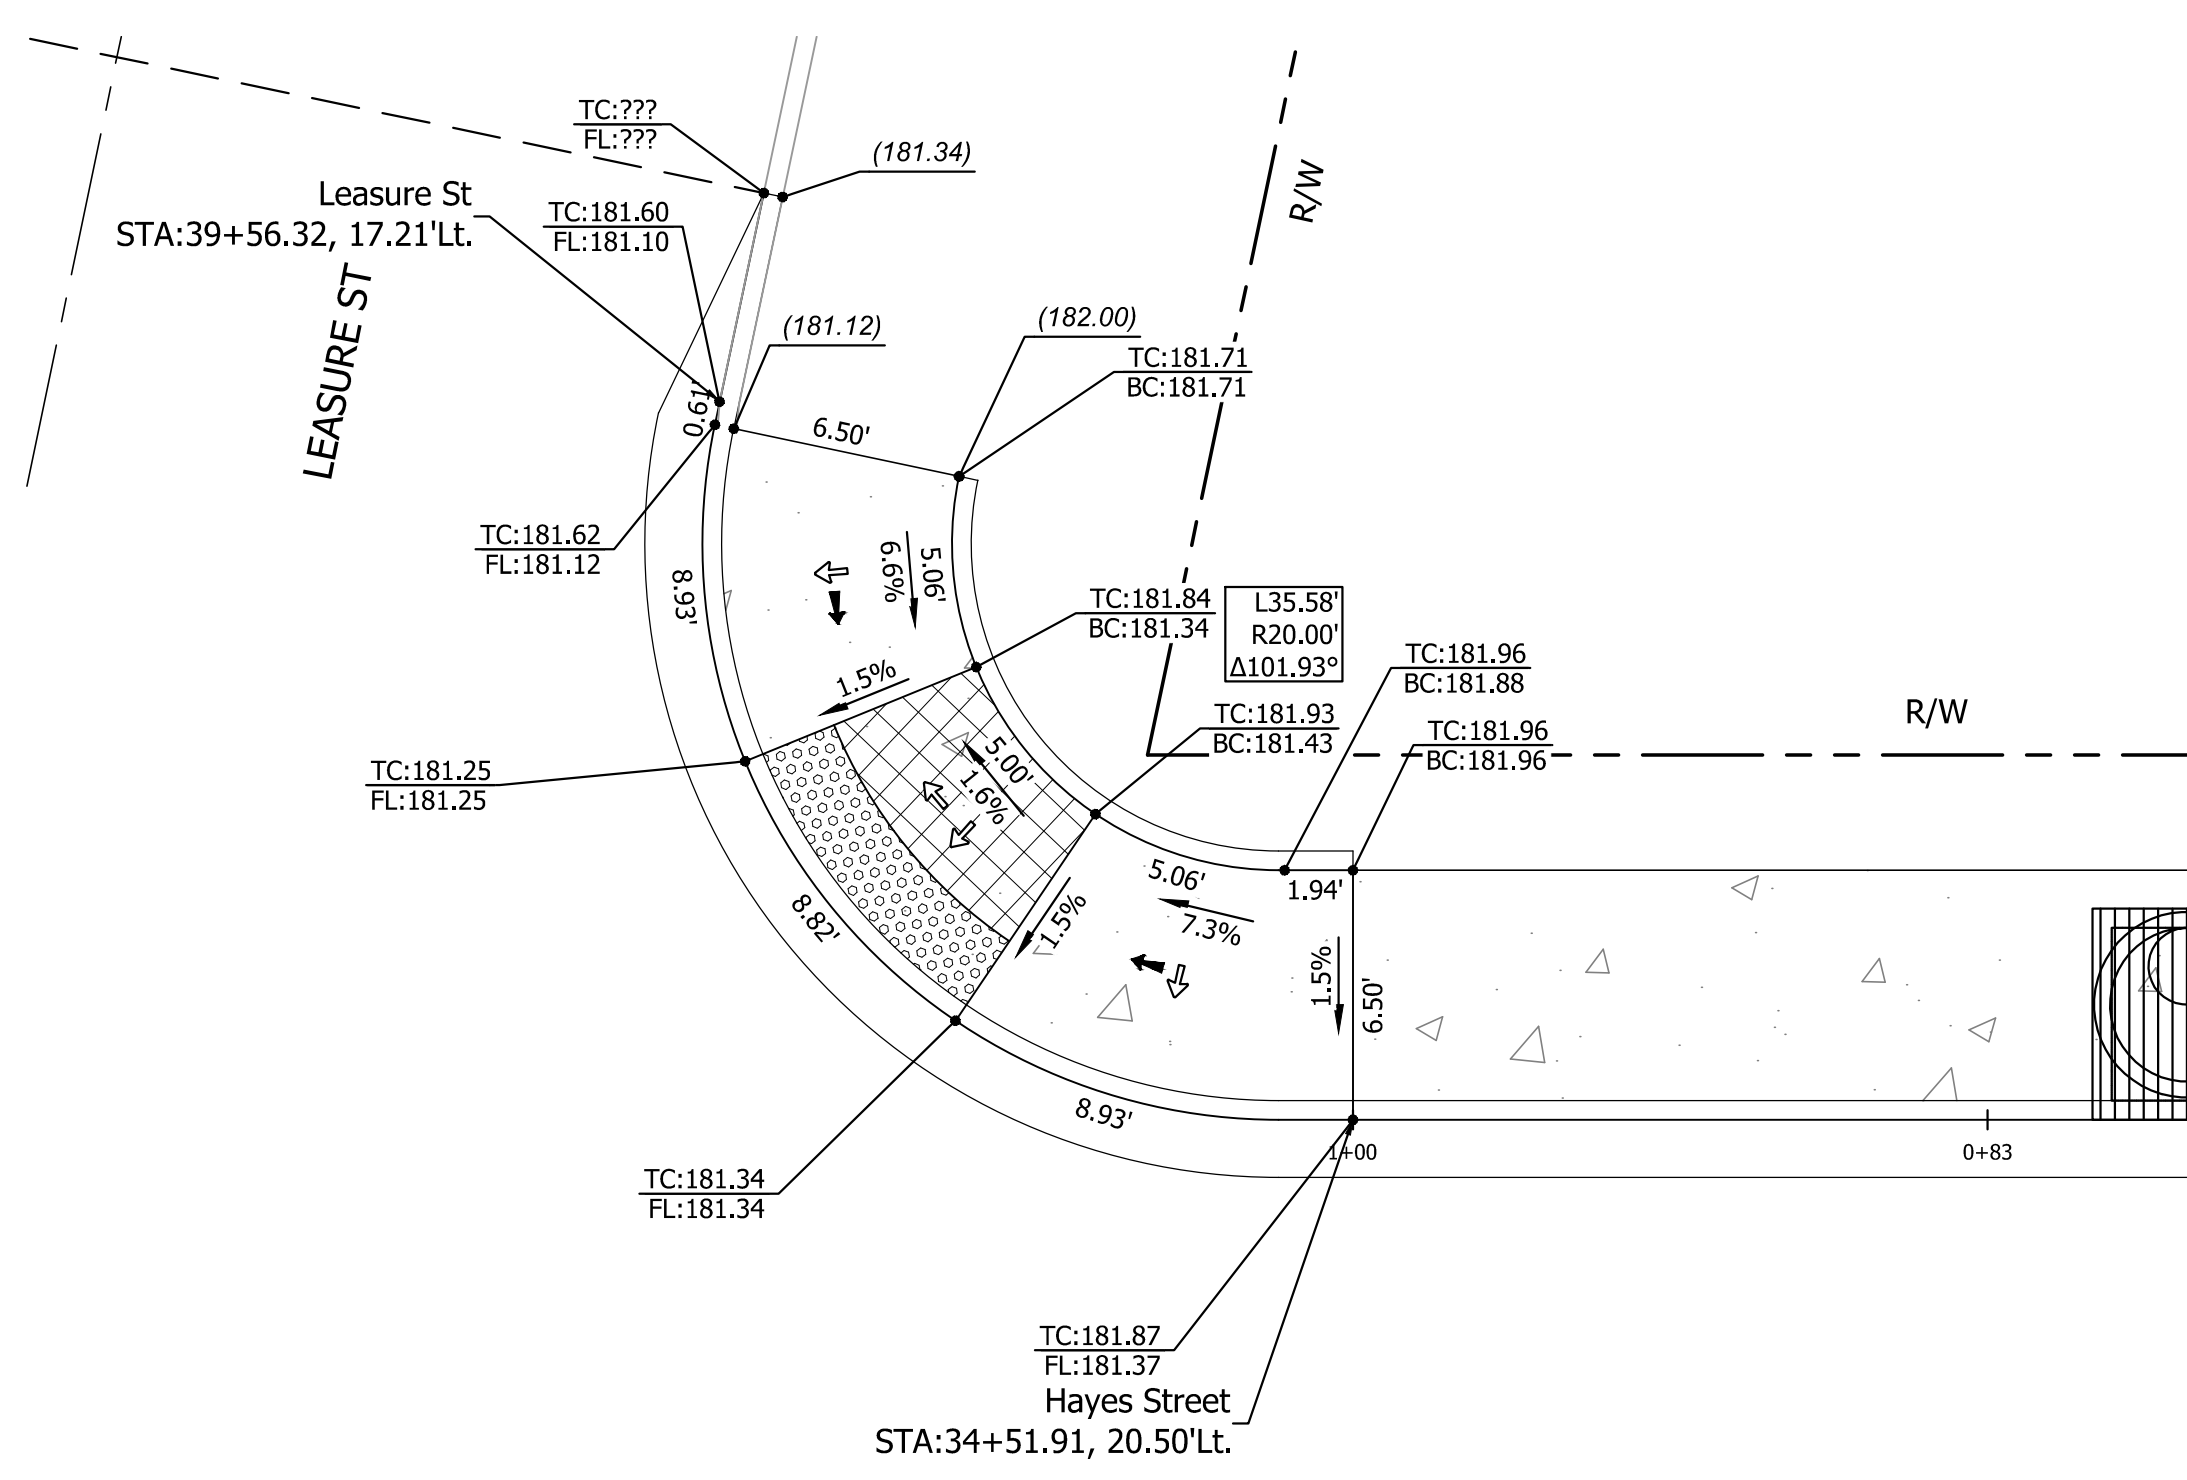 TC:???
FL:???
(181.34)
R/W
Leasure St
STA:39+56.32, 17.21'Lt.
TC:181.60
FL:181.10
LEASURE ST
(181.12)
(182.00)
TC:181.71
BC:181.71
0.61'
6.50'
TC:181.62
FL:181.12
8.93'
6.6%
5.06'
TC:181.84
BC:181.34
L35.58'
R20.00'
Δ101.93°
TC:181.96
BC:181.88
1.5%
TC:181.93
BC:181.43
TC:181.96
BC:181.96
R/W
TC:181.25
FL:181.25
5.00'
1.6%
8.82'
1.5%
5.06'
7.3%
1.94'
1.5%
6.50'
8.93'
1+00
0+83
TC:181.34
FL:181.34
TC:181.87
FL:181.37
Hayes Street
STA:34+51.91, 20.50'Lt.